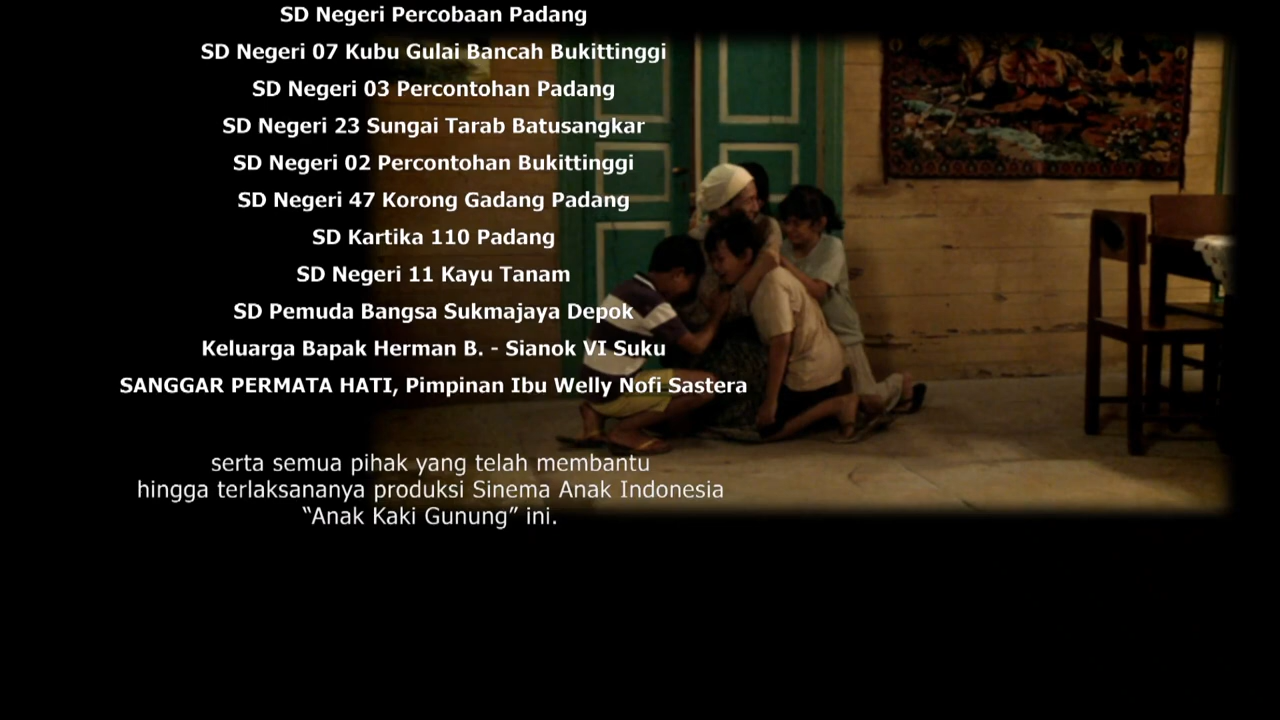 SD Negeri Percobaan Padang
SD Negeri 07 Kubu Gulai Bancah Bukittinggi
SD Negeri 03 Percontohan Padang
SD Negeri 23 Sungai Tarab Batusangkar
SD Negeri 02 Percontohan Bukittinggi
SD Negeri 47 Korong Gadang Padang
SD Kartika 110 Padang
SD Negeri 11 Kayu Tanam
SD Pemuda Bangsa Sukmajaya Depok
Keluarga Bapak Herman B. - Sianok VI Suku
SANGGAR PERMATA HATI, Pimpinan Ibu Welly Nofi Sastera
serta semua pihak yang telah membantu
hingga terlaksananya produksi Sinema Anak Indonesia
“Anak Kaki Gunung” ini.